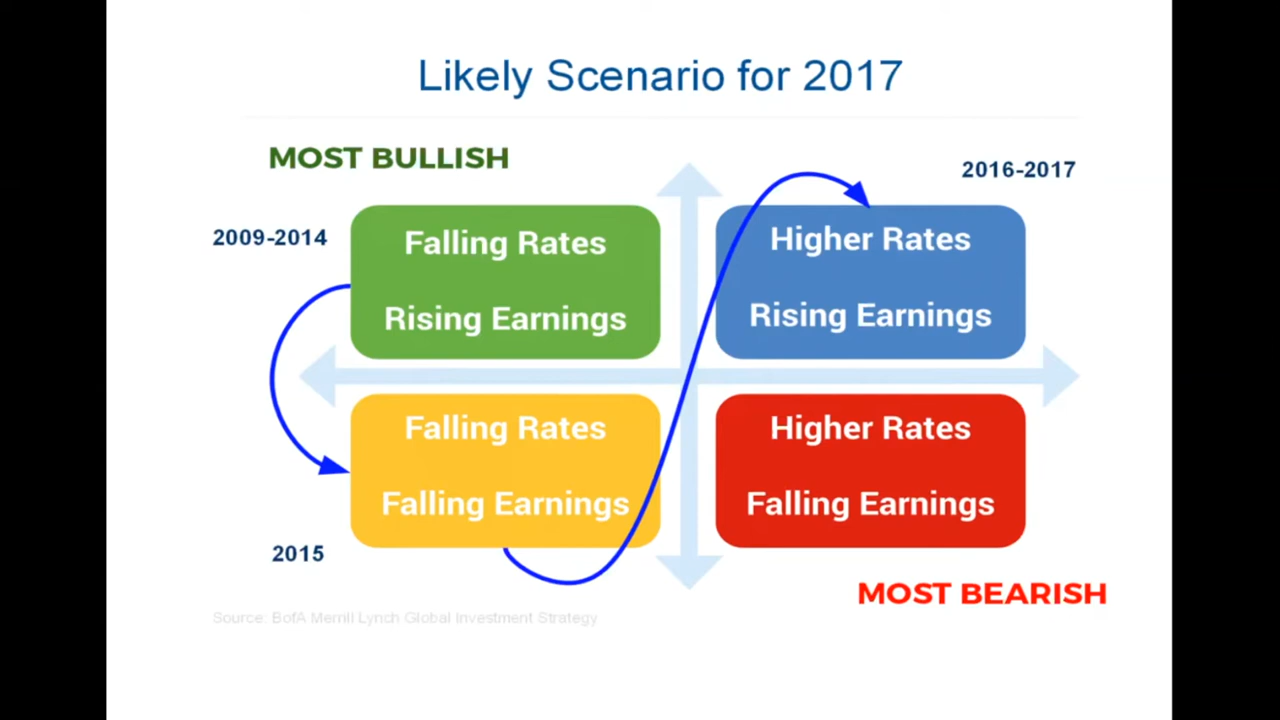 Likely Scenario for 2017
MOST BULLISH
2016-2017
2009-2014
Falling Rates
Rising Earnings
Higher Rates
Rising Earnings
Falling Rates
Falling Earnings
Higher Rates
Falling Earnings
2015
MOST BEARISH
Source: BofA Merrill Lynch Global Investment Strategy